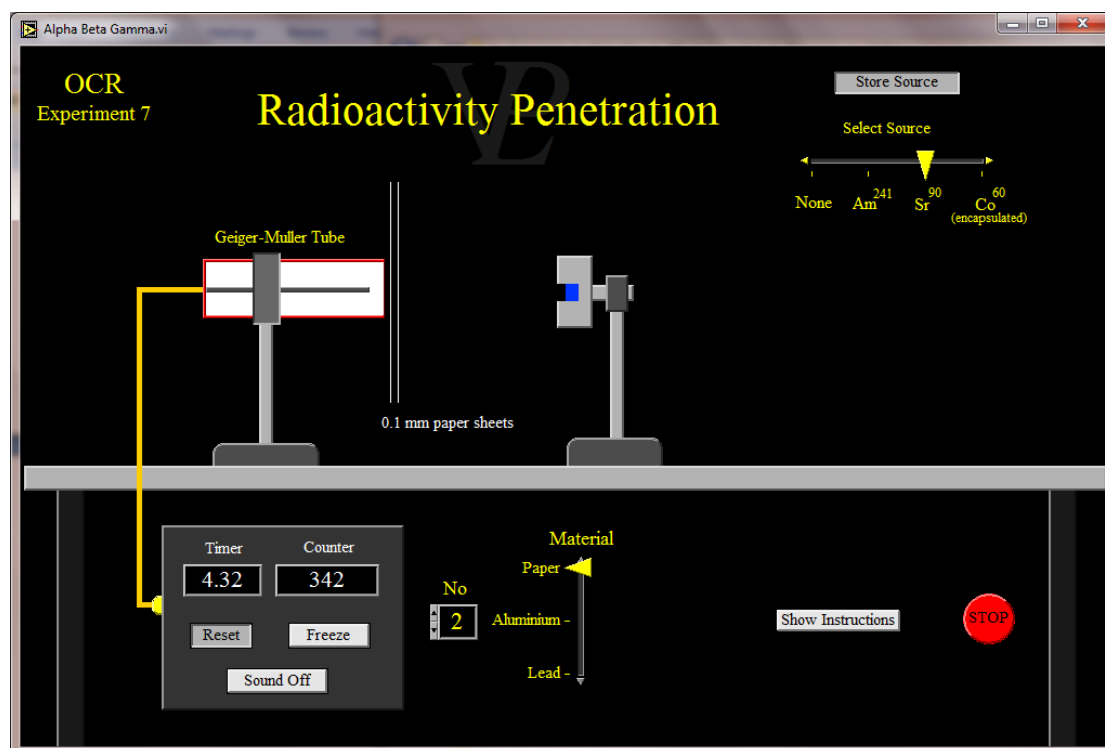 Alpha Beta Gamma.vi
OCR
Experiment 7
Radioactivity Penetration
Store Source
Select Source
None
Am²⁴¹
Sr⁹⁰
Co⁶⁰
(encapsulated)
Geiger-Muller Tube
0.1 mm paper sheets
Timer
Counter
4.32
342
Reset
Freeze
Sound Off
No
2
Material
Paper
Aluminium -
Lead -
Show Instructions
STOP